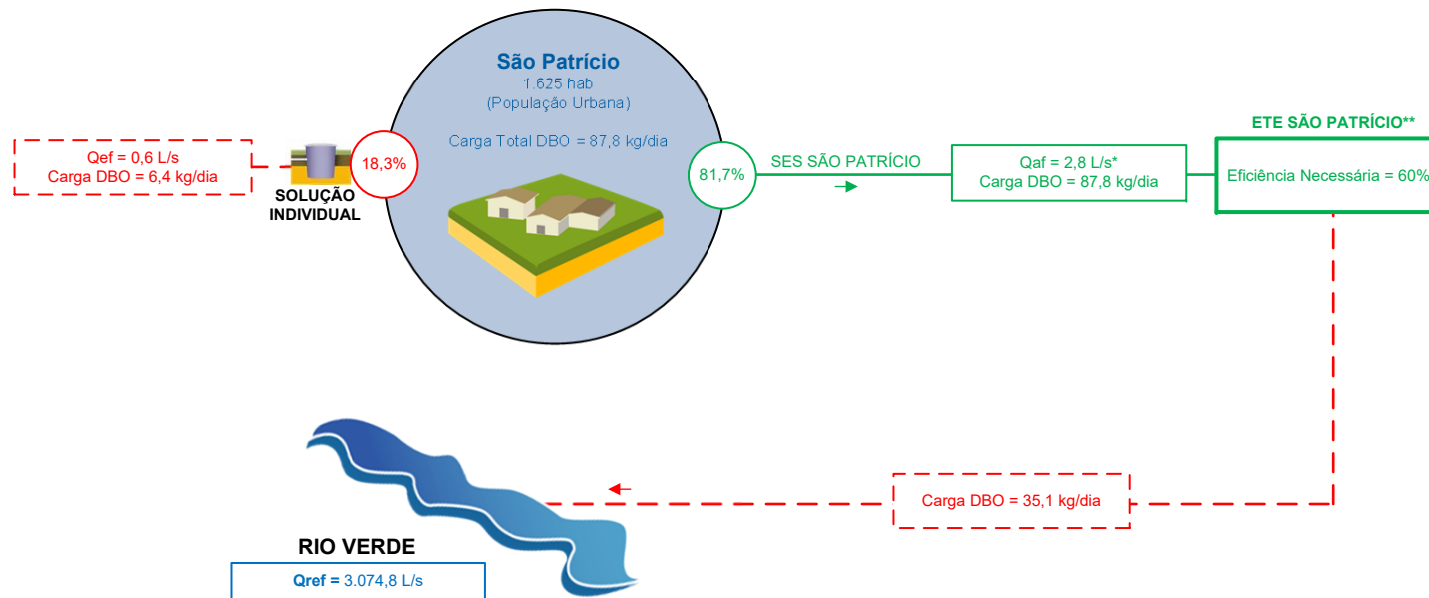 São Patrício
1.625 hab
(População Urbana)
Carga Total DBO = 87,8 kg/dia
Qef = 0,6 L/s
Carga DBO = 6,4 kg/dia
SOLUÇÃO
INDIVIDUAL
18,3%
81,7%
SES SÃO PATRÍCIO
Qaf = 2,8 L/s*
Carga DBO = 87,8 kg/dia
ETE SÃO PATRÍCIO**
Eficiência Necessária = 60%
Carga DBO = 35,1 kg/dia
RIO VERDE
Qref = 3.074,8 L/s